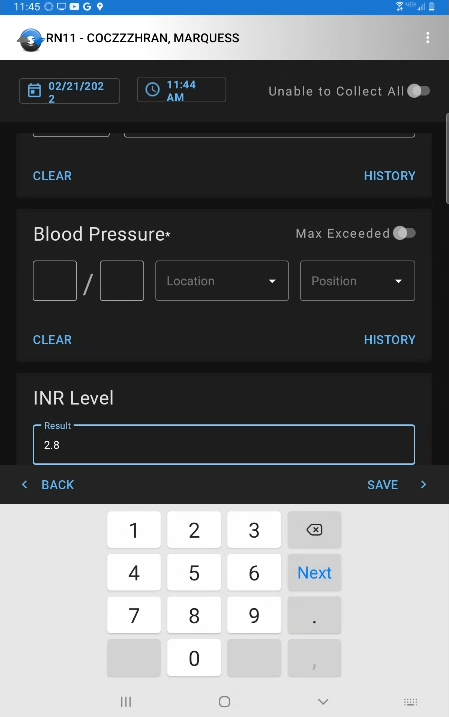 11:45
RN11 - COCZZZHRAN, MARQUESS
02/21/202
2
11:44
AM
Unable to Collect All
CLEAR HISTORY
Blood Pressure*
Max Exceeded
/ Location Position
CLEAR HISTORY
INR Level
Result
2.8
BACK SAVE
1 2 3
4 5 6 Next
7 8 9 .
0 ,